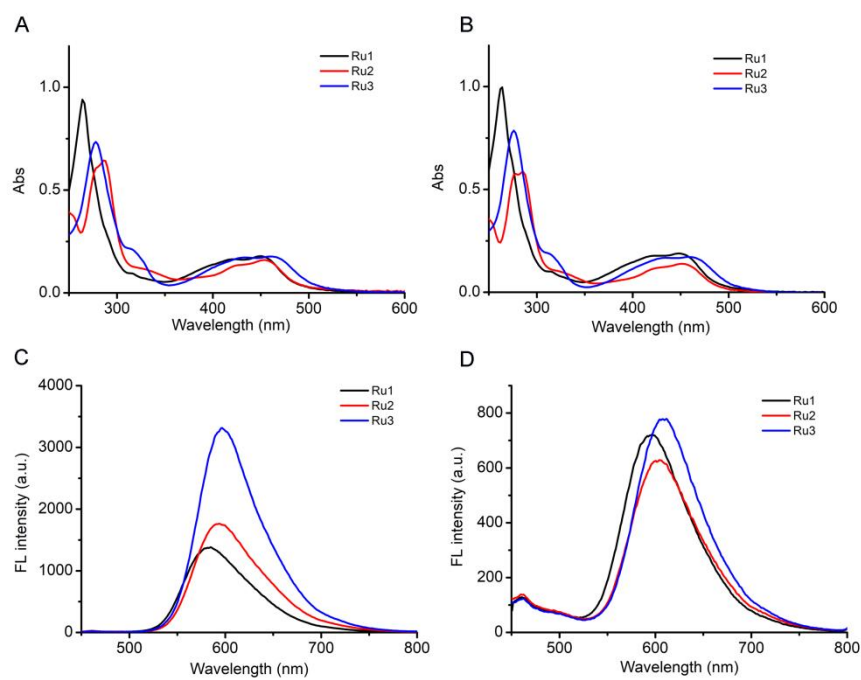 A
B
Ru1
Ru2
Ru3
Ru1
Ru2
Ru3
1.0
0.5
0.0
Abs
300 400 500 600
Wavelength (nm)
1.0
0.5
0.0
Abs
300 400 500 600
Wavelength (nm)
C
D
Ru1
Ru2
Ru3
Ru1
Ru2
Ru3
4000
3000
2000
1000
0
FL intensity (a.u.)
500 600 700 800
Wavelength (nm)
800
600
400
200
0
FL intensity (a.u.)
500 600 700 800
Wavelength (nm)